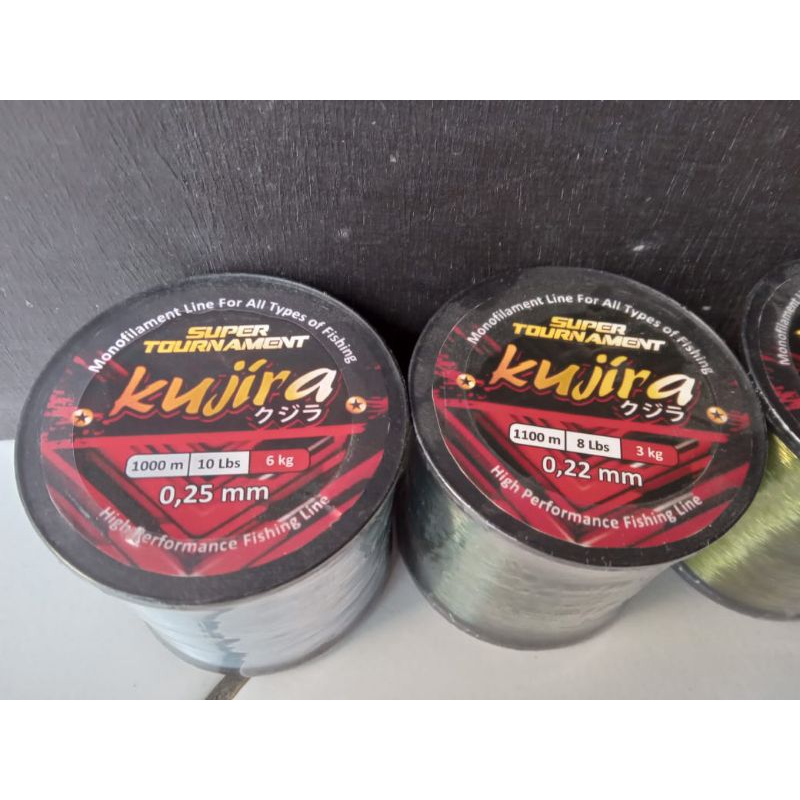 Monofilament Line For All Types of Fishing
SUPER
TOURNAMENT
kujira
クジラ
1000 m 10 Lbs 6 kg
0,25 mm
High Performance Fishing Line
Monofilament Line For All Types of Fishing
SUPER
TOURNAMENT
kujira
クジラ
1100 m 8 Lbs 3 kg
0,22 mm
High Performance Fishing Line